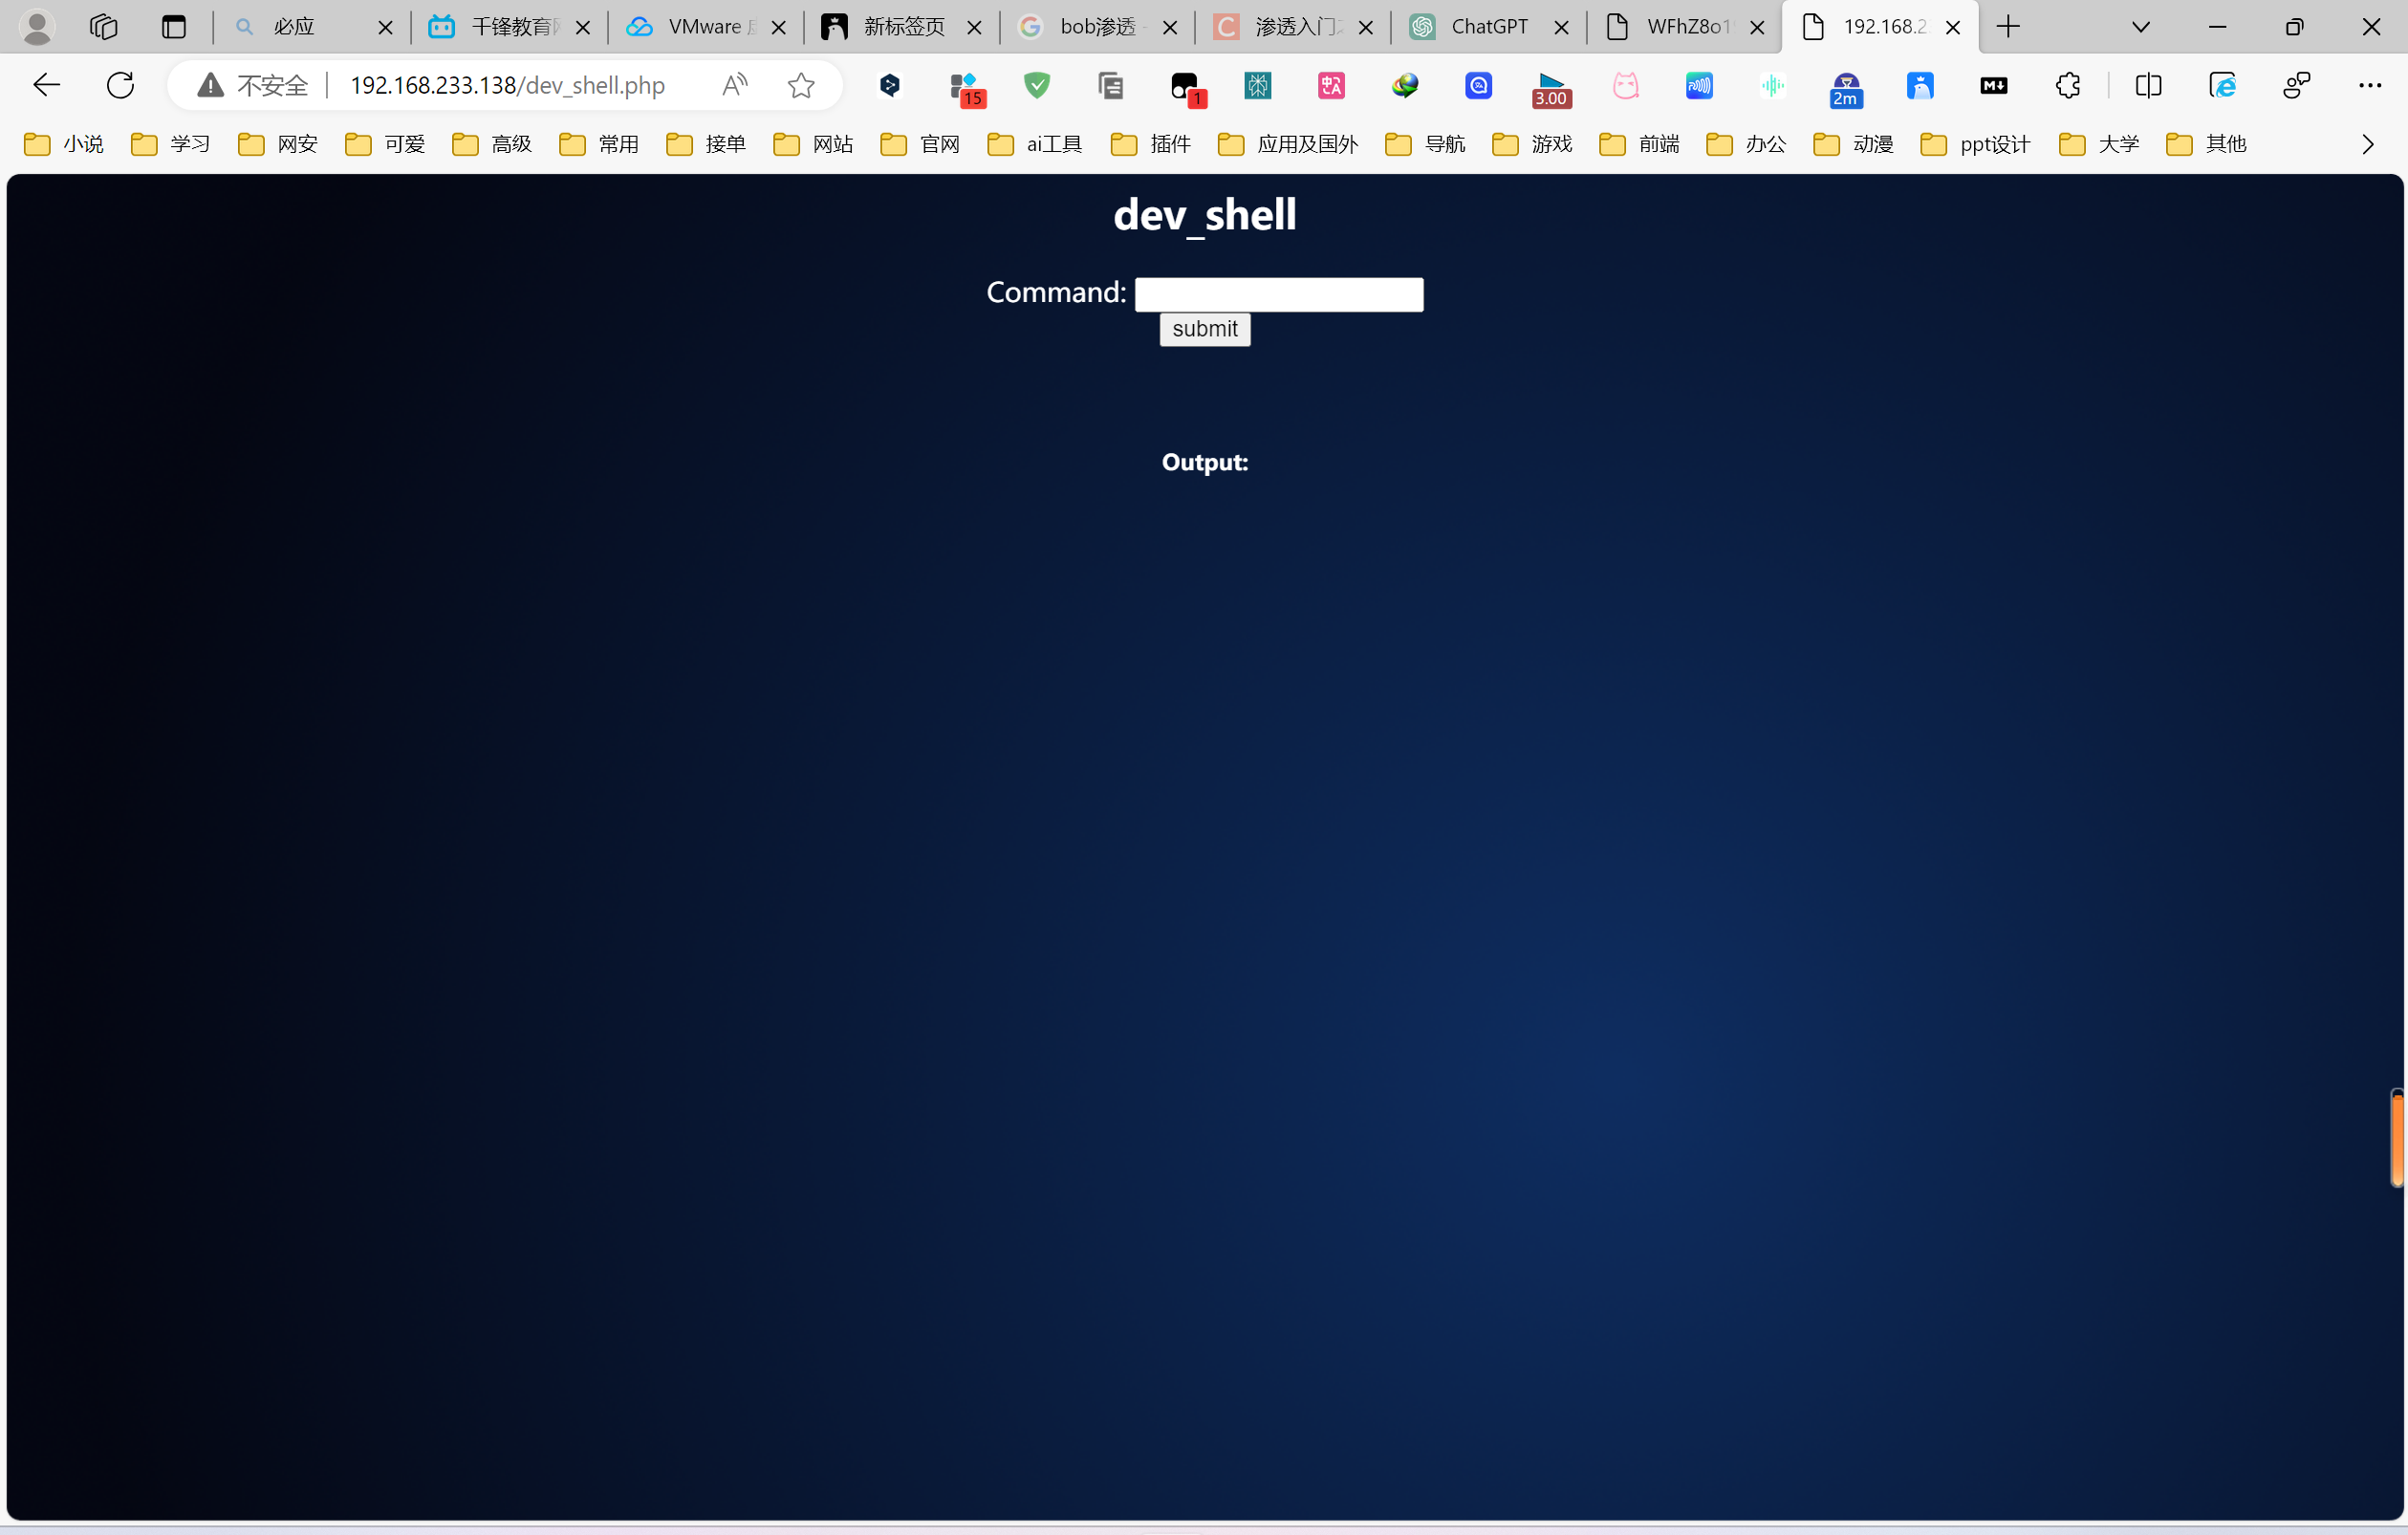 必应 千锋教育 VMware 新标签页 bob渗透 - 渗透入门 ChatGPT WFhZ8o1 192.168.2
不安全 192.168.233.138/dev_shell.php 15 1 3.00 2m
小说 学习 网安 可爱 高级 常用 接单 网站 官网 ai工具 插件 应用及国外 导航 游戏 前端 办公 动漫 ppt设计 大学 其他
dev_shell
Command:
submit
Output: